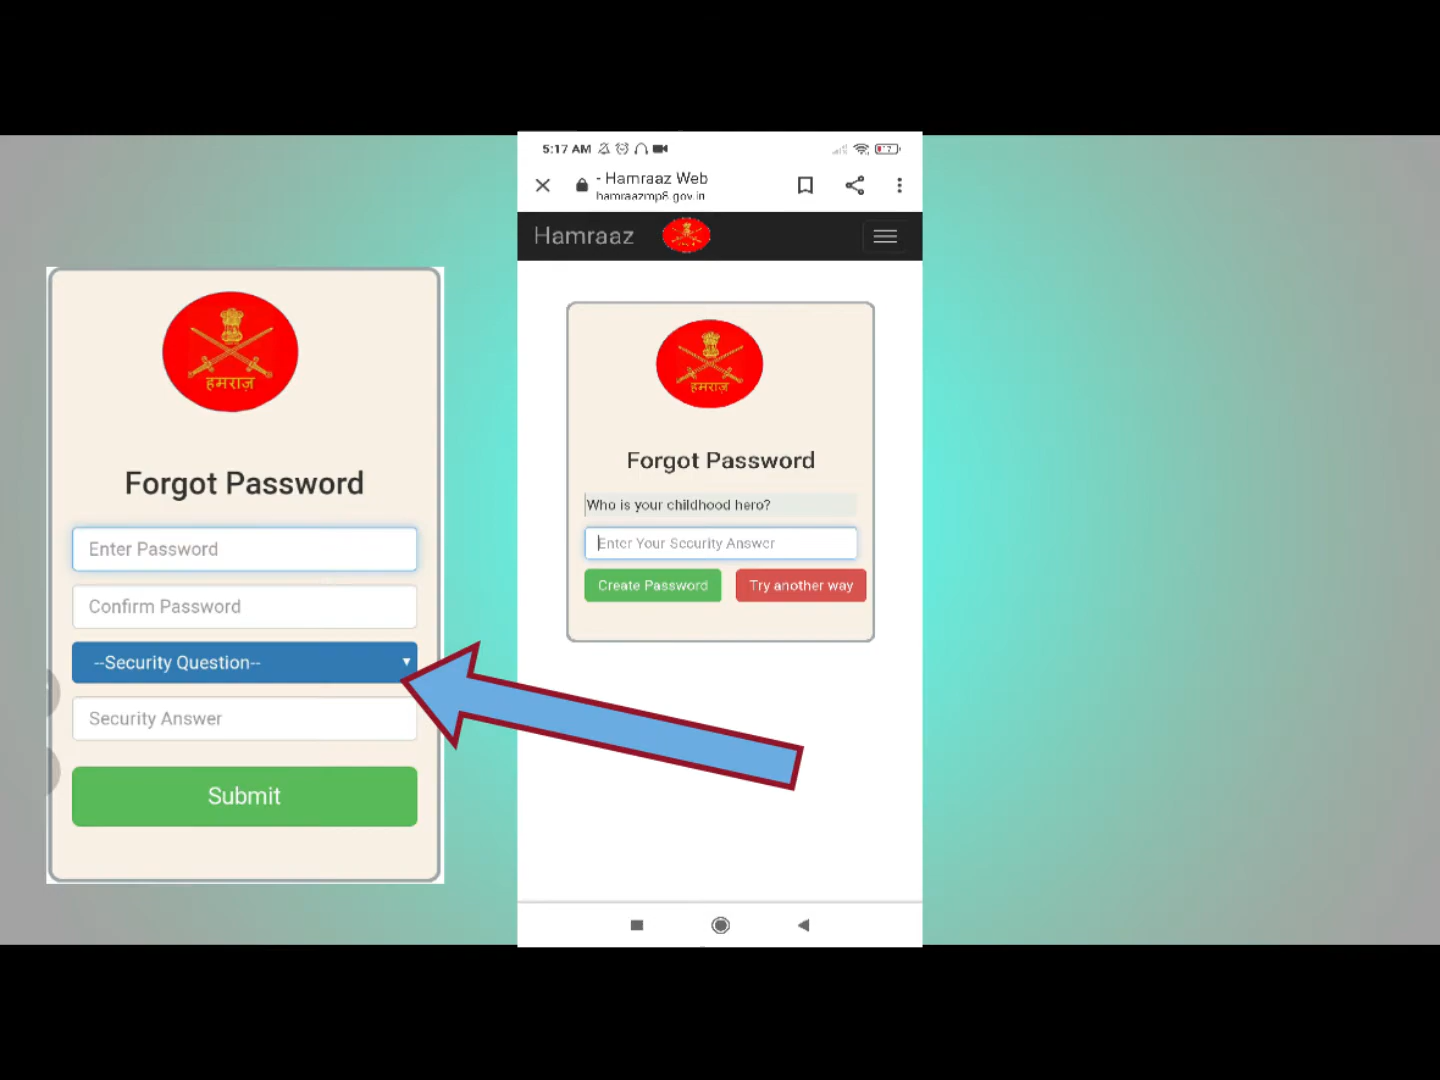 हमराज़
Forgot Password
Enter Password
Confirm Password
--Security Question--
Security Answer
Submit
5:17 AM
7
- Hamraaz Web
hamraazmp8.gov.in
Hamraaz
हमराज़
Forgot Password
Who is your childhood hero?
Enter Your Security Answer
Create Password
Try another way